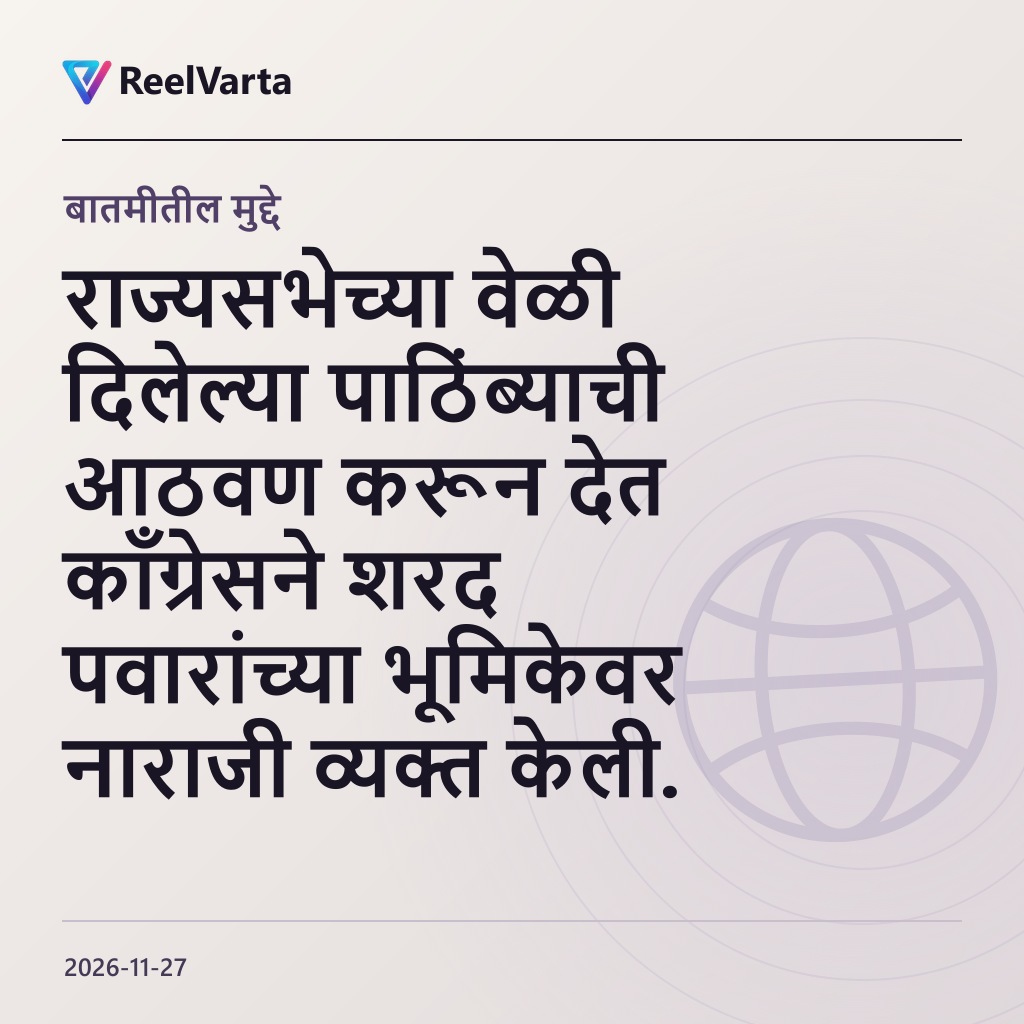 ReelVarta
बातमीतील मुद्दे
राज्यसभेच्या वेळी
दिलेल्या पाठिंब्याची
आठवण करून देत
काँग्रेसने शरद
पवारांच्या भूमिकेवर
नाराजी व्यक्त केली.
2026-11-27